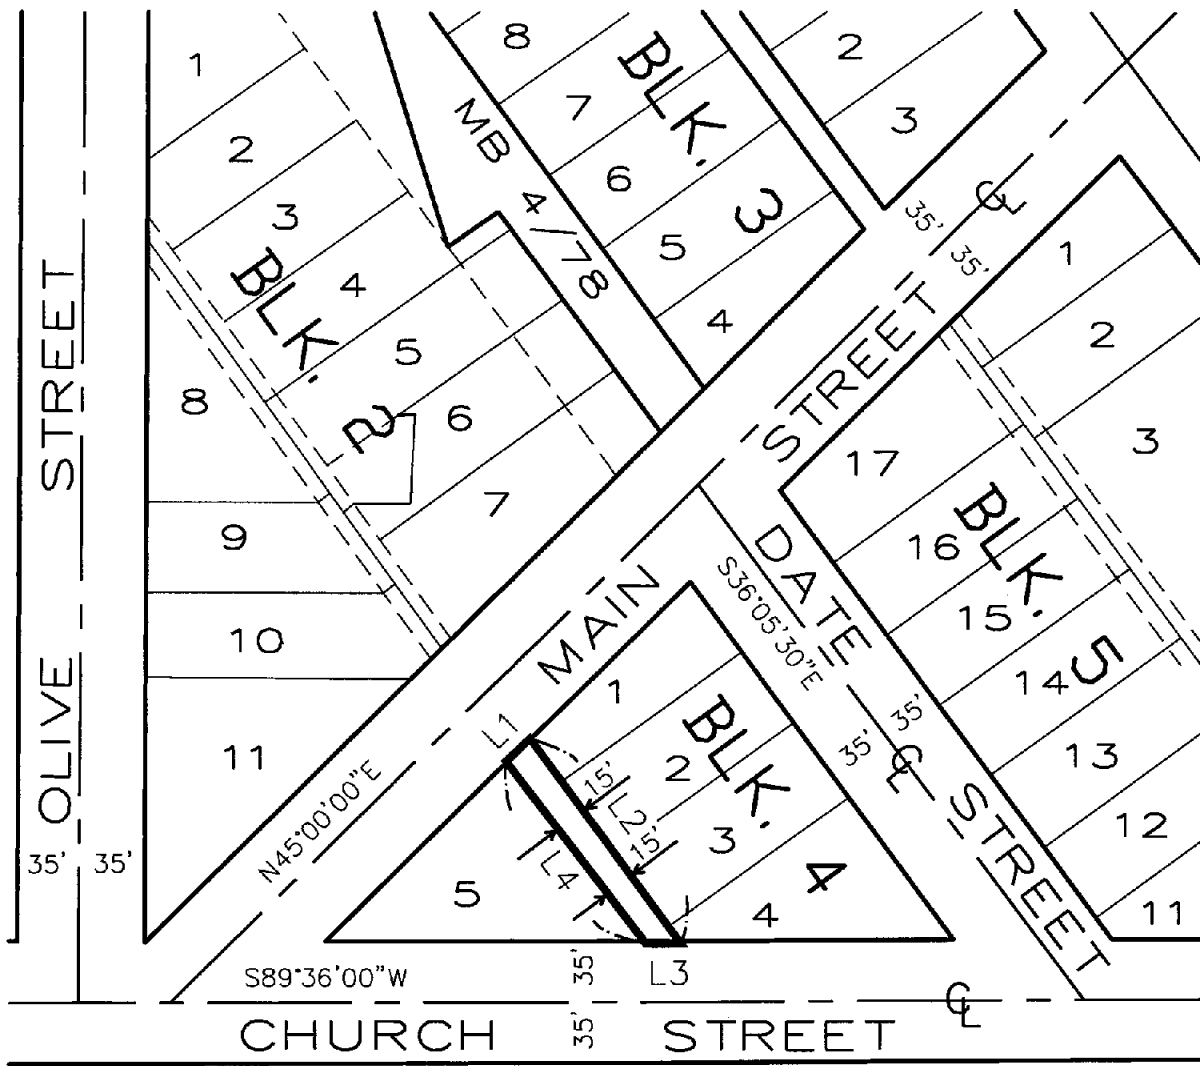 OLIVE STREET
35' 35'
1
2
3
4
5
6
7
8
9
10
11
BLK. 2
MB 4/78
8
7
6
5
4
BLK. 3
2
3
35' 35'
CL
MAIN STREET
N45°00'00"E
1
2
3
17
16
15
14
13
12
11
BLK. 5
DATE STREET
S36°05'30"E
35' 35'
CL
1
2
3
4
5
BLK. 4
L1
15'
L2
15'
L4
L3
35'
35'
S89°36'00"W
CL
CHURCH STREET